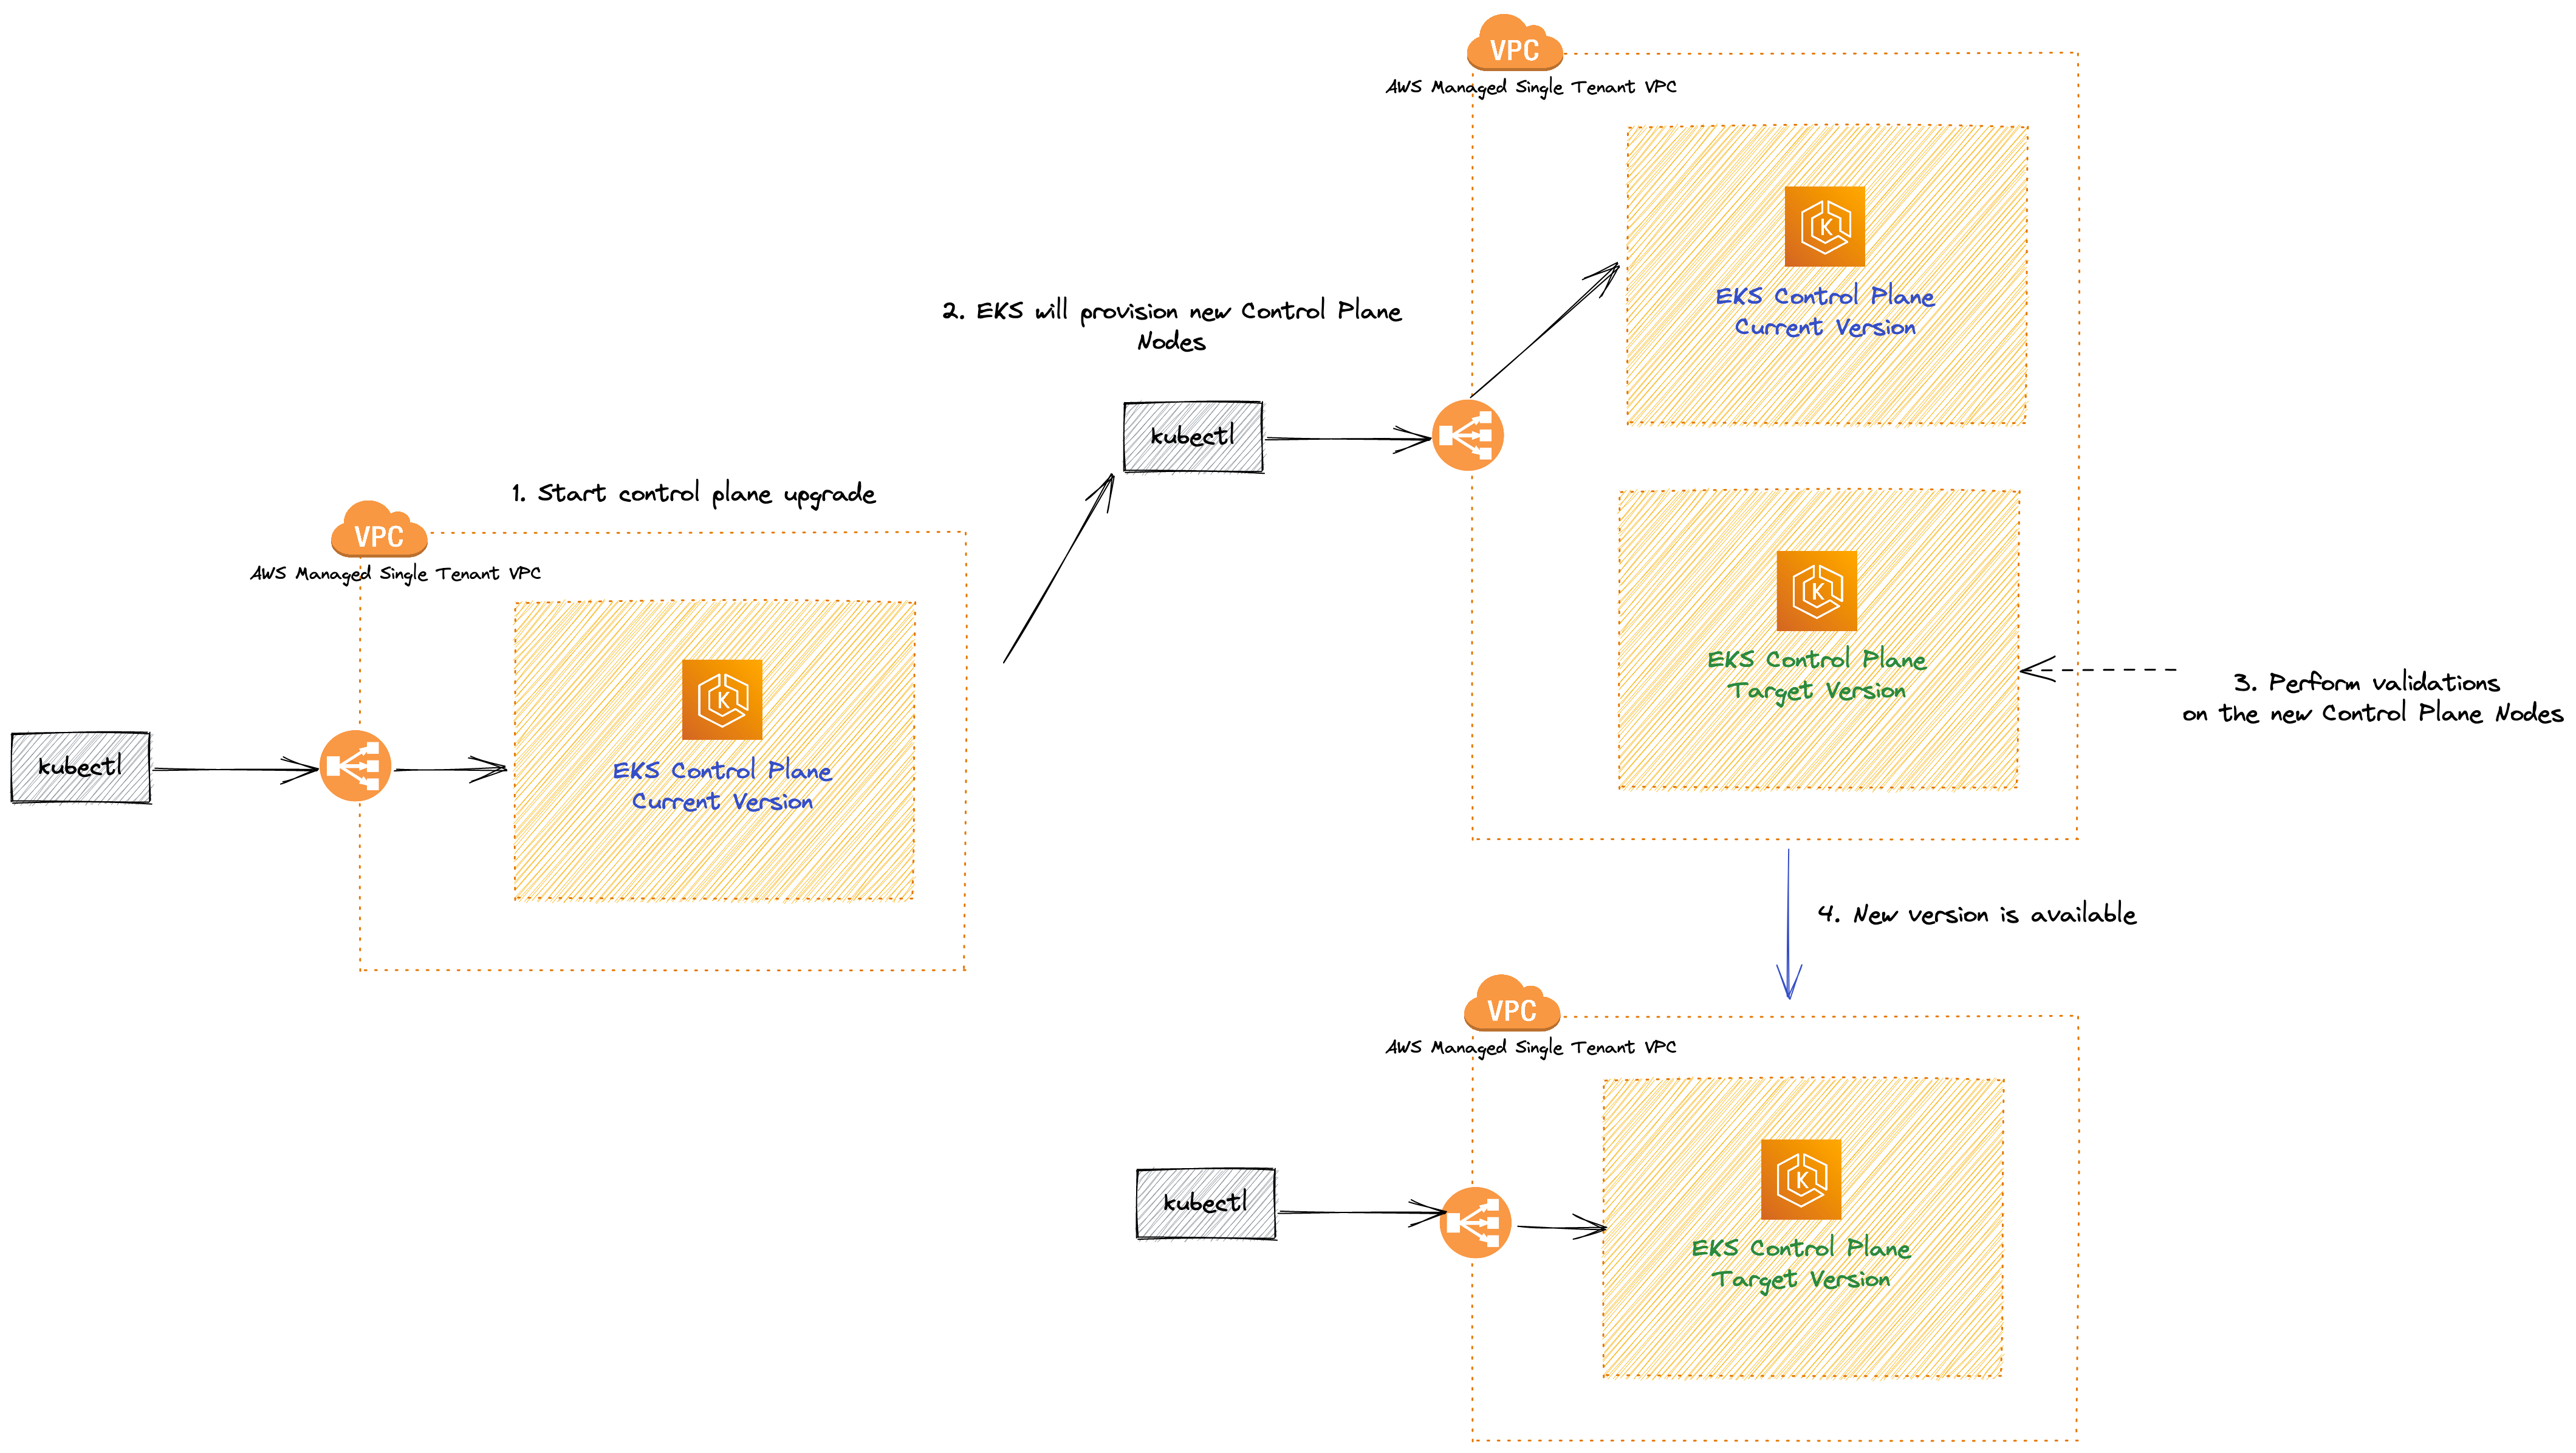 VPC
AWS Managed Single Tenant VPC
1. Start control plane upgrade
kubectl
K
EKS Control Plane
Current Version
2. EKS will provision new Control Plane
Nodes
VPC
AWS Managed Single Tenant VPC
kubectl
K
EKS Control Plane
Current Version
K
EKS Control Plane
Target Version
3. Perform validations
on the new Control Plane Nodes
4. New version is available
VPC
AWS Managed Single Tenant VPC
kubectl
K
EKS Control Plane
Target Version